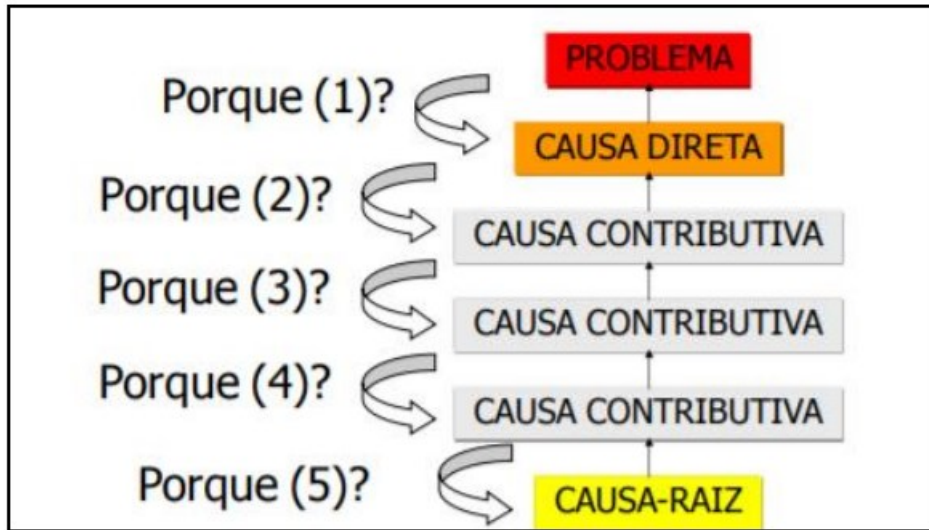 PROBLEMA
Porque (1)?
CAUSA DIRETA
Porque (2)?
CAUSA CONTRIBUTIVA
Porque (3)?
CAUSA CONTRIBUTIVA
Porque (4)?
CAUSA CONTRIBUTIVA
Porque (5)?
CAUSA-RAIZ